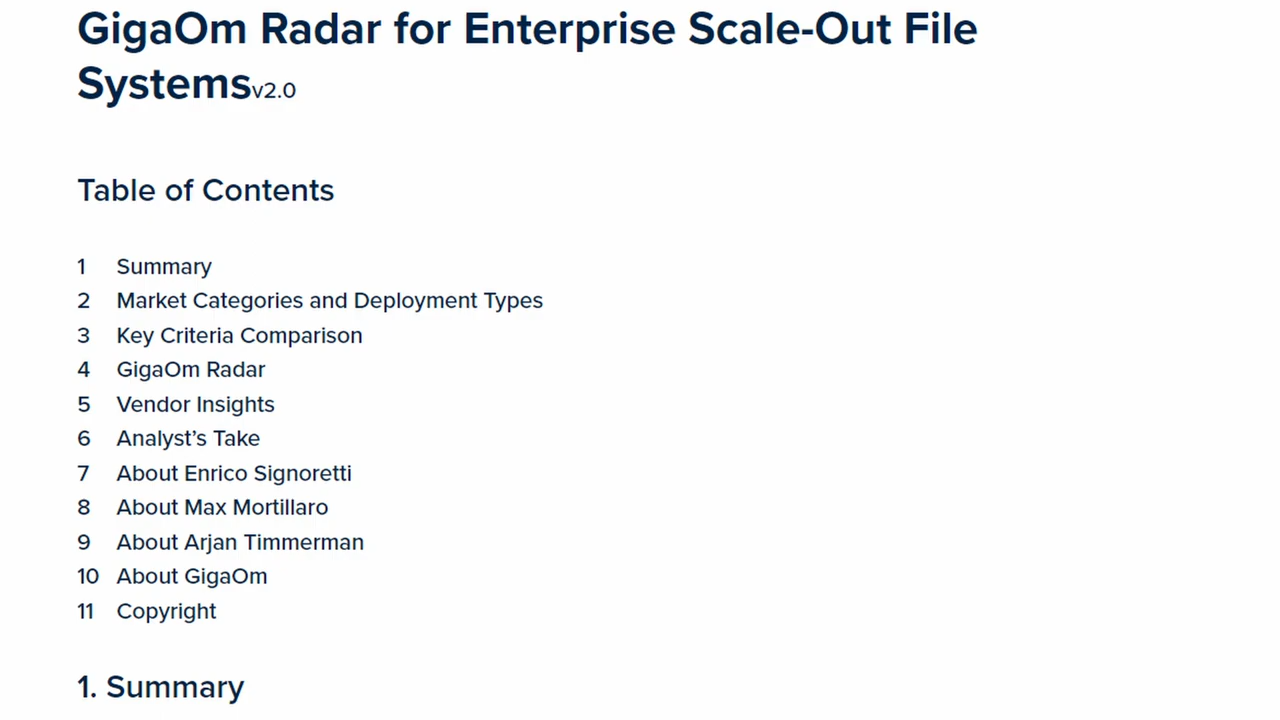 GigaOm Radar for Enterprise Scale-Out File
Systemsv2.0
Table of Contents
1 Summary
2 Market Categories and Deployment Types
3 Key Criteria Comparison
4 GigaOm Radar
5 Vendor Insights
6 Analyst’s Take
7 About Enrico Signoretti
8 About Max Mortillaro
9 About Arjan Timmerman
10 About GigaOm
11 Copyright
1. Summary